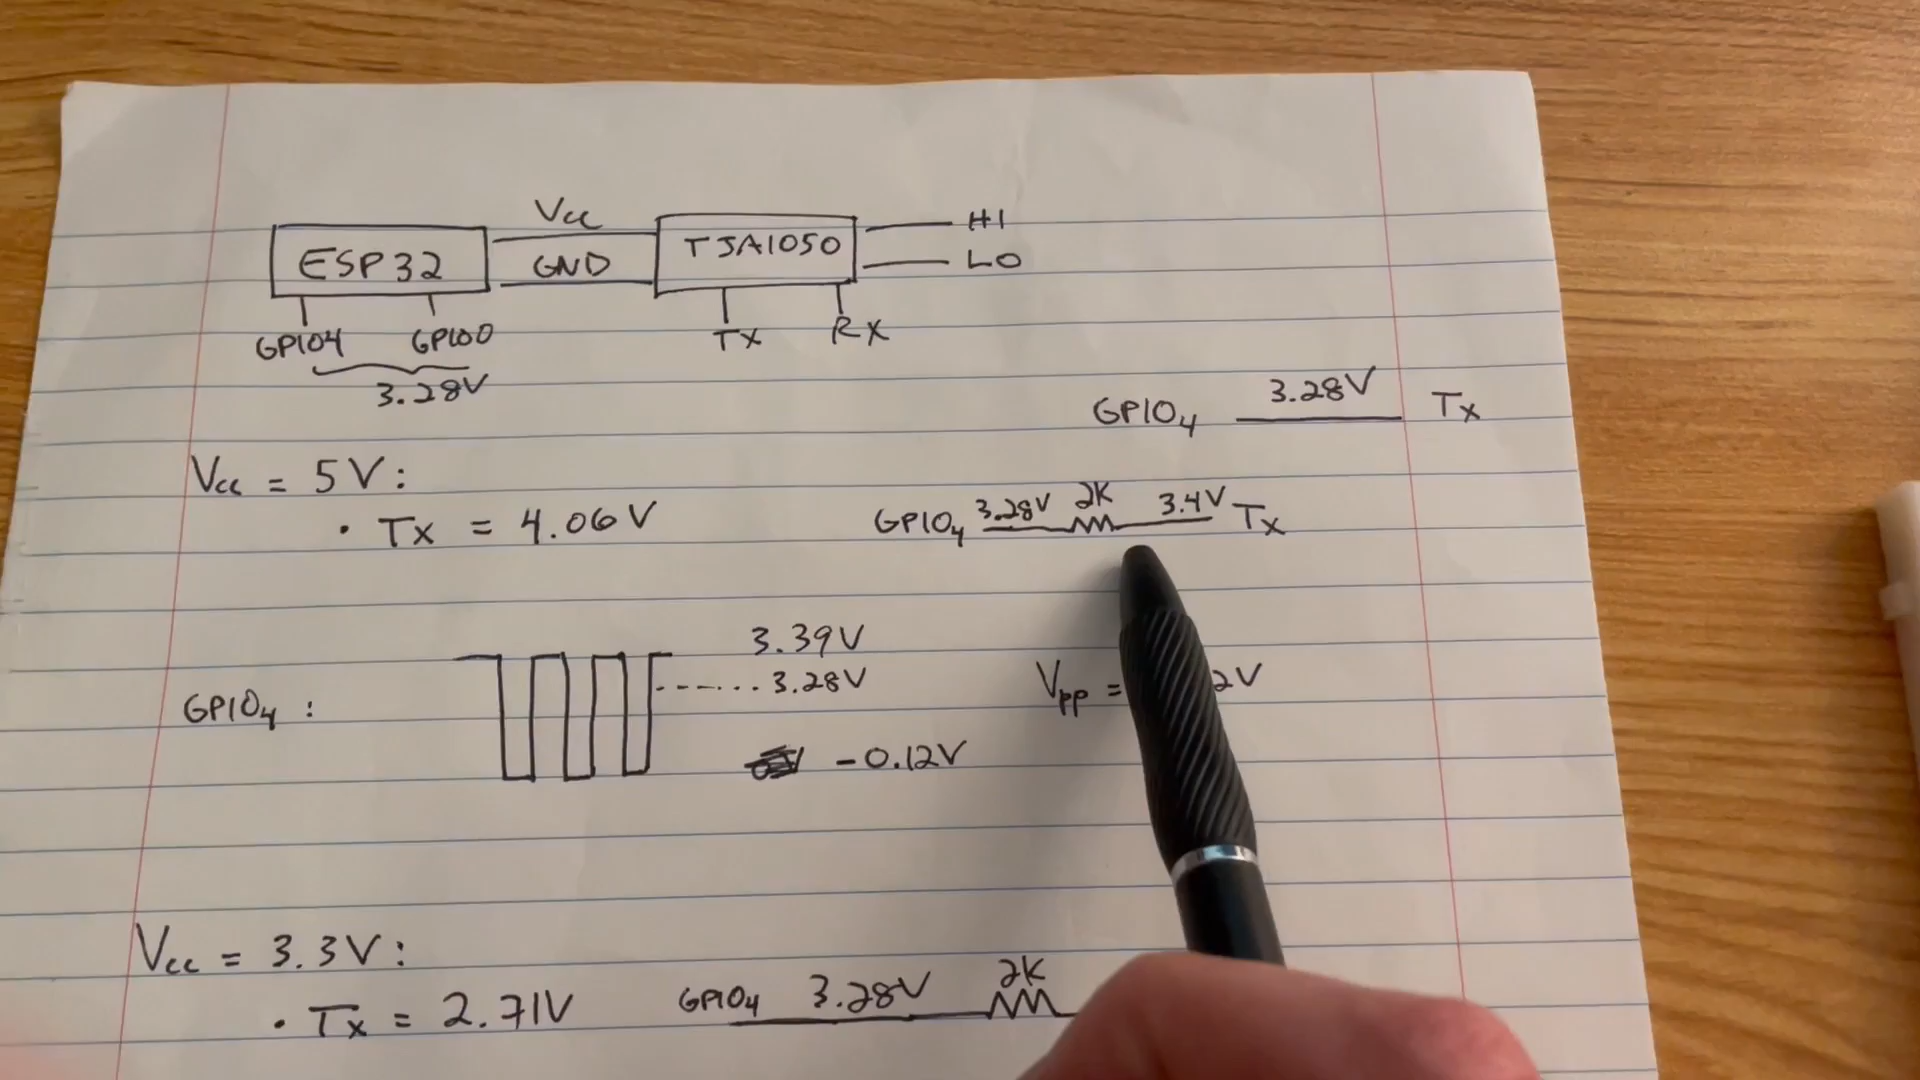 Vcc
ESP32 GND TJA1050 HI
LO
GPIO4 GPIO0 TX RX
3.28V
GPIO4 3.28V Tx
Vcc = 5V:
• Tx = 4.06V
GPIO4 3.28V 2K 3.4V Tx
GPIO4 :
3.39V
3.28V
-0.12V
Vpp = 2V
Vcc = 3.3V:
• Tx = 2.71V
GPIO4 3.28V 2K